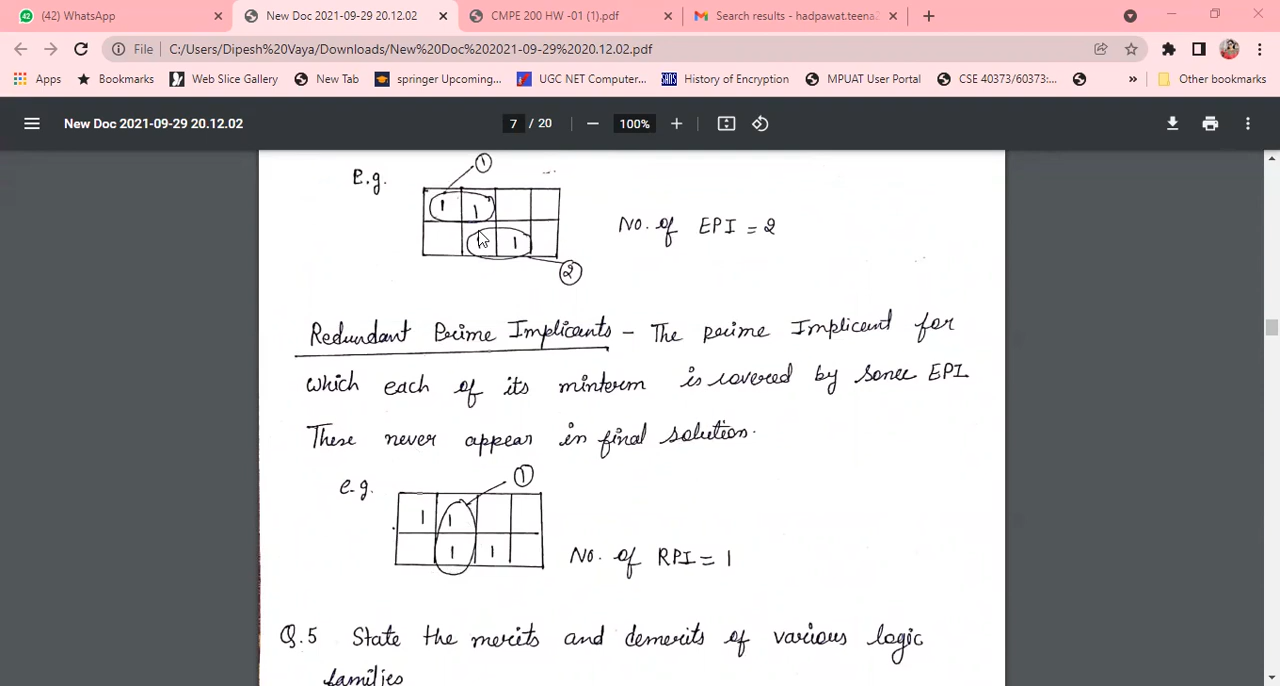 42
(42) WhatsApp
New Doc 2021-09-29 20.12.02
CMPE 200 HW -01 (1).pdf
Search results - hadpawat.teena2
File
C:/Users/Dipesh%20Vaya/Downloads/New%20Doc%202021-09-29%2020.12.02.pdf
Apps
Bookmarks
Web Slice Gallery
New Tab
springer Upcoming...
UGC NET Computer...
History of Encryption
MPUAT User Portal
CSE 40373/60373:...
Other bookmarks
New Doc 2021-09-29 20.12.02
7 / 20
100%
e.g.
1
1 1
1 1
2
No. of EPI = 2
Redundant Prime Implicants - The prime Implicant for
which each of its minterm is covered by some EPI
These never appear in final solution.
e.g.
1
1 1
1 1
No. of RPI = 1
Q.5 State the merits and demerits of various logic
families